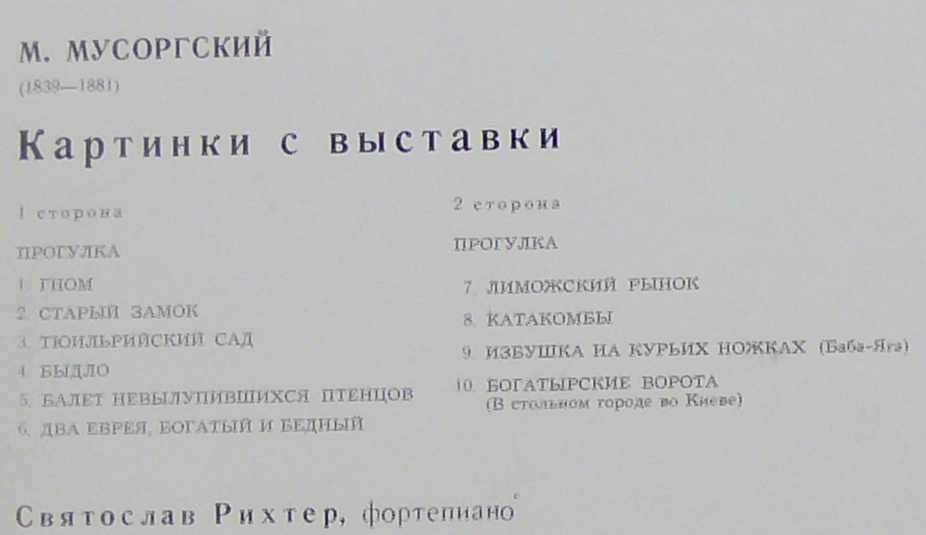 М. МУСОРГСКИЙ
(1839—1881)
Картинки с выставки
1 сторона
ПРОГУЛКА
1. ГНОМ
2. СТАРЫЙ ЗАМОК
3. ТЮИЛЬРИЙСКИЙ САД
4. БЫДЛО
5. БАЛЕТ НЕВЫЛУПИВШИХСЯ ПТЕНЦОВ
6. ДВА ЕВРЕЯ, БОГАТЫЙ И БЕДНЫЙ
2 сторона
ПРОГУЛКА
7. ЛИМОЖСКИЙ РЫНОК
8. КАТАКОМБЫ
9. ИЗБУШКА НА КУРЬИХ НОЖКАХ (Баба-Яга)
10. БОГАТЫРСКИЕ ВОРОТА
(В стольном городе во Киеве)
Святослав Рихтер, фортепиано